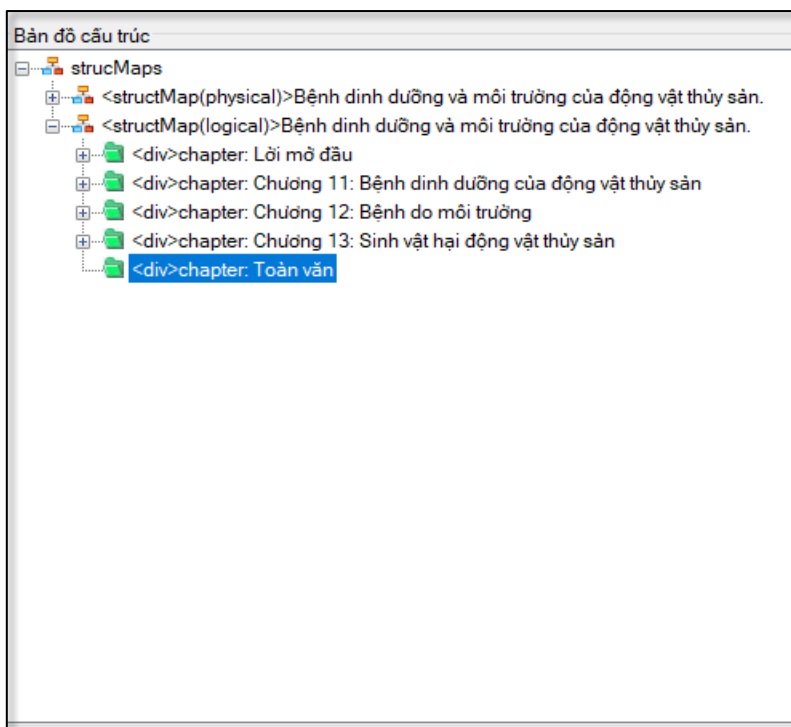 Bản đồ cấu trúc
strucMaps
<structMap(physical)>Bệnh dinh dưỡng và môi trường của động vật thủy sản.
<structMap(logical)>Bệnh dinh dưỡng và môi trường của động vật thủy sản.
<div>chapter: Lời mở đầu
<div>chapter: Chương 11: Bệnh dinh dưỡng của động vật thủy sản
<div>chapter: Chương 12: Bệnh do môi trường
<div>chapter: Chương 13: Sinh vật hại động vật thủy sản
<div>chapter: Toàn văn